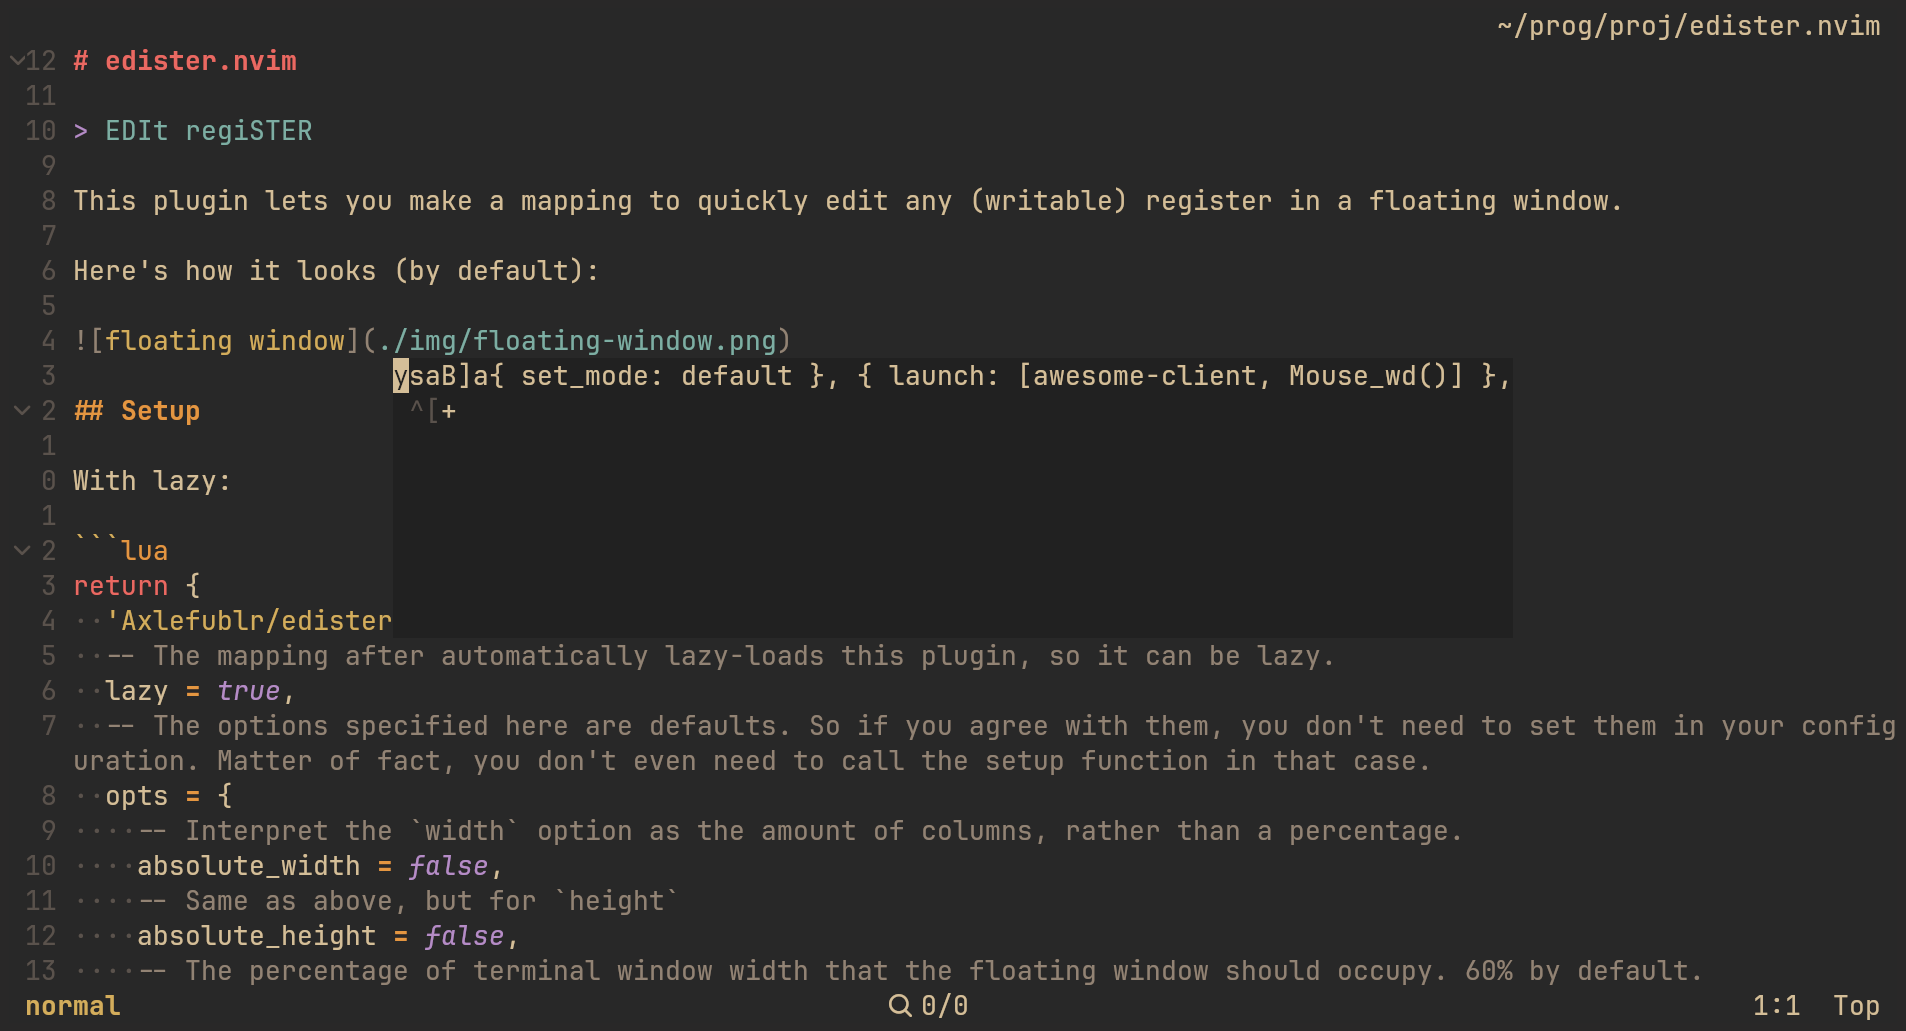 ~/prog/proj/edister.nvim
12 # edister.nvim
11
10 > EDIt regiSTER
9
8 This plugin lets you make a mapping to quickly edit any (writable) register in a floating window.
7
6 Here's how it looks (by default):
5
4 ![floating window](./img/floating-window.png)
3 ysaB]a{ set_mode: default }, { launch: [awesome-client, Mouse_wd()] },
2 ## Setup ^[+
1
0 With lazy:
1
2 ```lua
3 return {
4 ··'Axlefublr/edister
5 ··-- The mapping after automatically lazy-loads this plugin, so it can be lazy.
6 ··lazy = true,
7 ··-- The options specified here are defaults. So if you agree with them, you don't need to set them in your config
uration. Matter of fact, you don't even need to call the setup function in that case.
8 ··opts = {
9 ····-- Interpret the `width` option as the amount of columns, rather than a percentage.
10 ····absolute_width = false,
11 ····-- Same as above, but for `height`
12 ····absolute_height = false,
13 ····-- The percentage of terminal window width that the floating window should occupy. 60% by default.
normal 0/0 1:1 Top